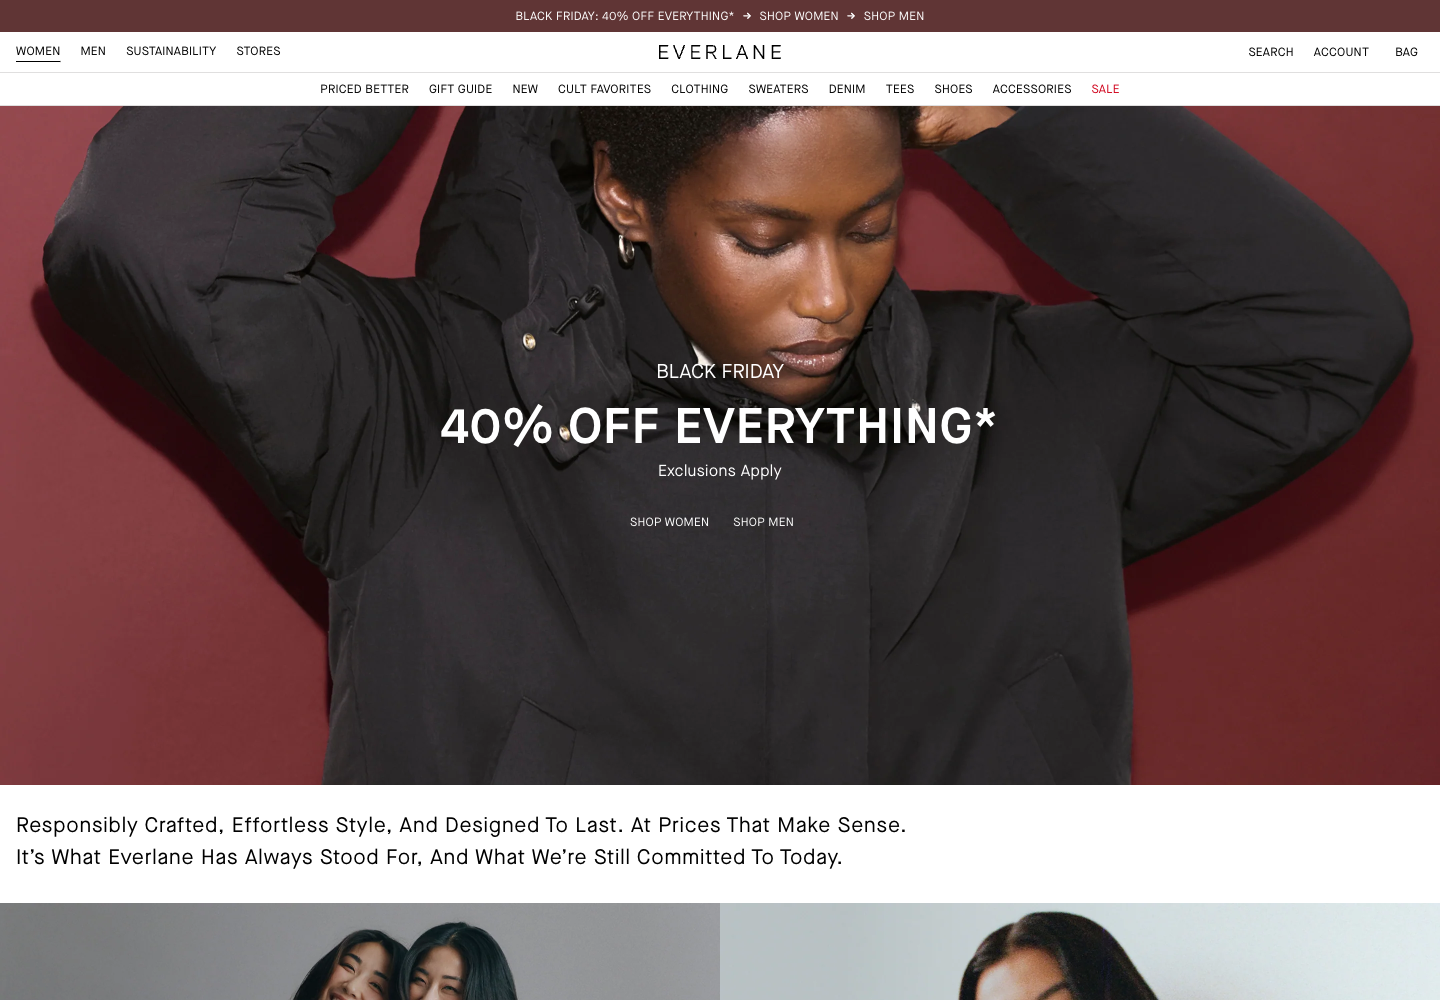 BLACK FRIDAY: 40% OFF EVERYTHING* → SHOP WOMEN → SHOP MEN
WOMEN MEN SUSTAINABILITY STORES EVERLANE SEARCH ACCOUNT BAG
PRICED BETTER GIFT GUIDE NEW CULT FAVORITES CLOTHING SWEATERS DENIM TEES SHOES ACCESSORIES SALE
BLACK FRIDAY
40% OFF EVERYTHING*
Exclusions Apply
SHOP WOMEN SHOP MEN
Responsibly Crafted, Effortless Style, And Designed To Last. At Prices That Make Sense.
It’s What Everlane Has Always Stood For, And What We’re Still Committed To Today.